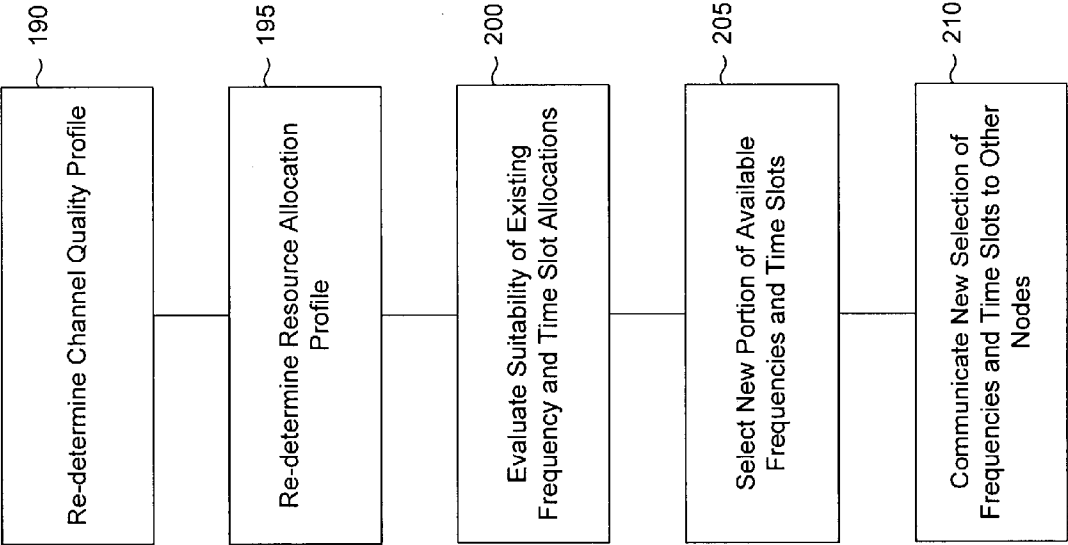 Re-determine Channel Quality Profile
190
Re-determine Resource Allocation
Profile
195
Evaluate Suitability of Existing
Frequency and Time Slot Allocations
200
Select New Portion of Available
Frequencies and Time Slots
205
Communicate New Selection of
Frequencies and Time Slots to Other
Nodes
210